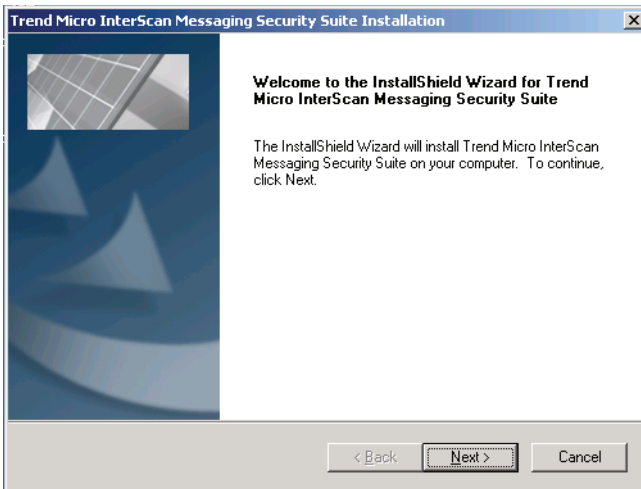 Trend Micro InterScan Messaging Security Suite Installation
Welcome to the InstallShield Wizard for Trend
Micro InterScan Messaging Security Suite
The InstallShield Wizard will install Trend Micro InterScan
Messaging Security Suite on your computer. To continue,
click Next.
< Back
Next >
Cancel